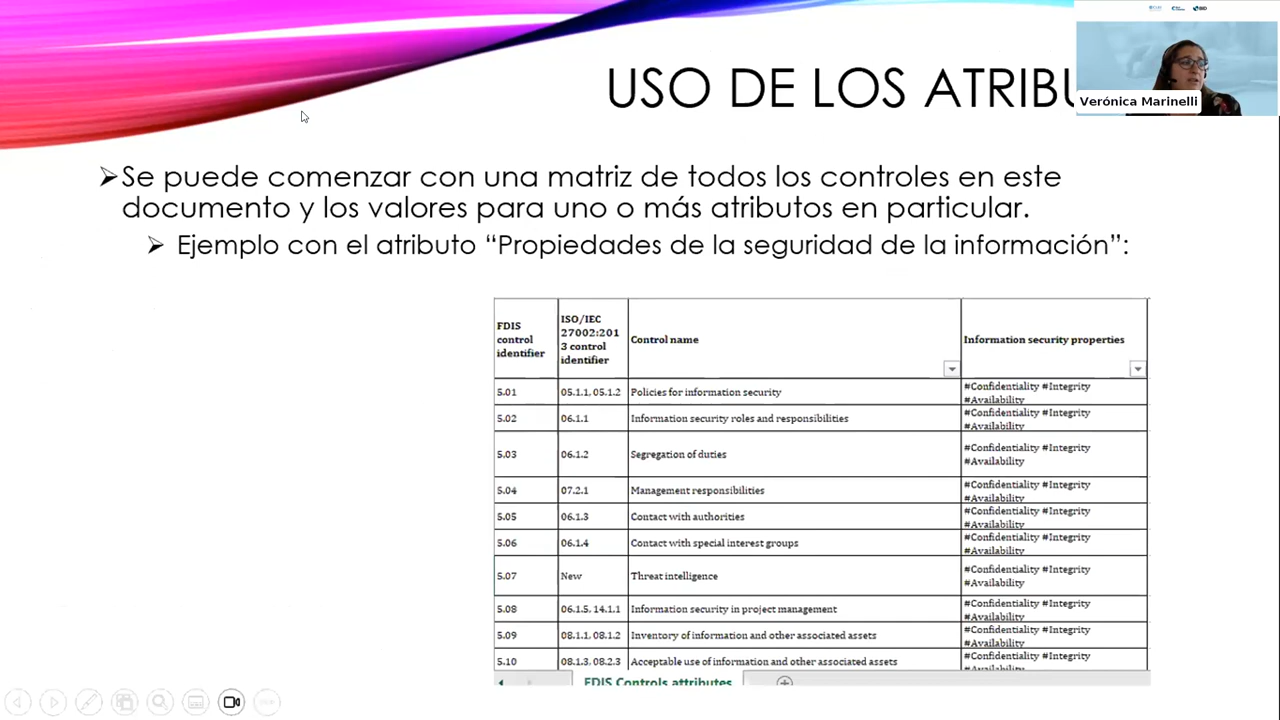 USO DE LOS ATRIBU
Verónica Marinelli
Se puede comenzar con una matriz de todos los controles en este
documento y los valores para uno o más atributos en particular.
Ejemplo con el atributo “Propiedades de la seguridad de la información”:
FDIS control identifier | ISO/IEC 27002:2013 control identifier | Control name | Information security properties
5.01 | 05.1.1, 05.1.2 | Policies for information security | #Confidentiality #Integrity #Availability
5.02 | 06.1.1 | Information security roles and responsibilities | #Confidentiality #Integrity #Availability
5.03 | 06.1.2 | Segregation of duties | #Confidentiality #Integrity #Availability
5.04 | 07.2.1 | Management responsibilities | #Confidentiality #Integrity #Availability
5.05 | 06.1.3 | Contact with authorities | #Confidentiality #Integrity #Availability
5.06 | 06.1.4 | Contact with special interest groups | #Confidentiality #Integrity #Availability
5.07 | New | Threat intelligence | #Confidentiality #Integrity #Availability
5.08 | 06.1.5, 14.1.1 | Information security in project management | #Confidentiality #Integrity #Availability
5.09 | 08.1.1, 08.1.2 | Inventory of information and other associated assets | #Confidentiality #Integrity #Availability
5.10 | 08.1.3, 08.2.3 | Acceptable use of information and other associated assets | #Confidentiality #Integrity #Availability
FDIS Controls attributes